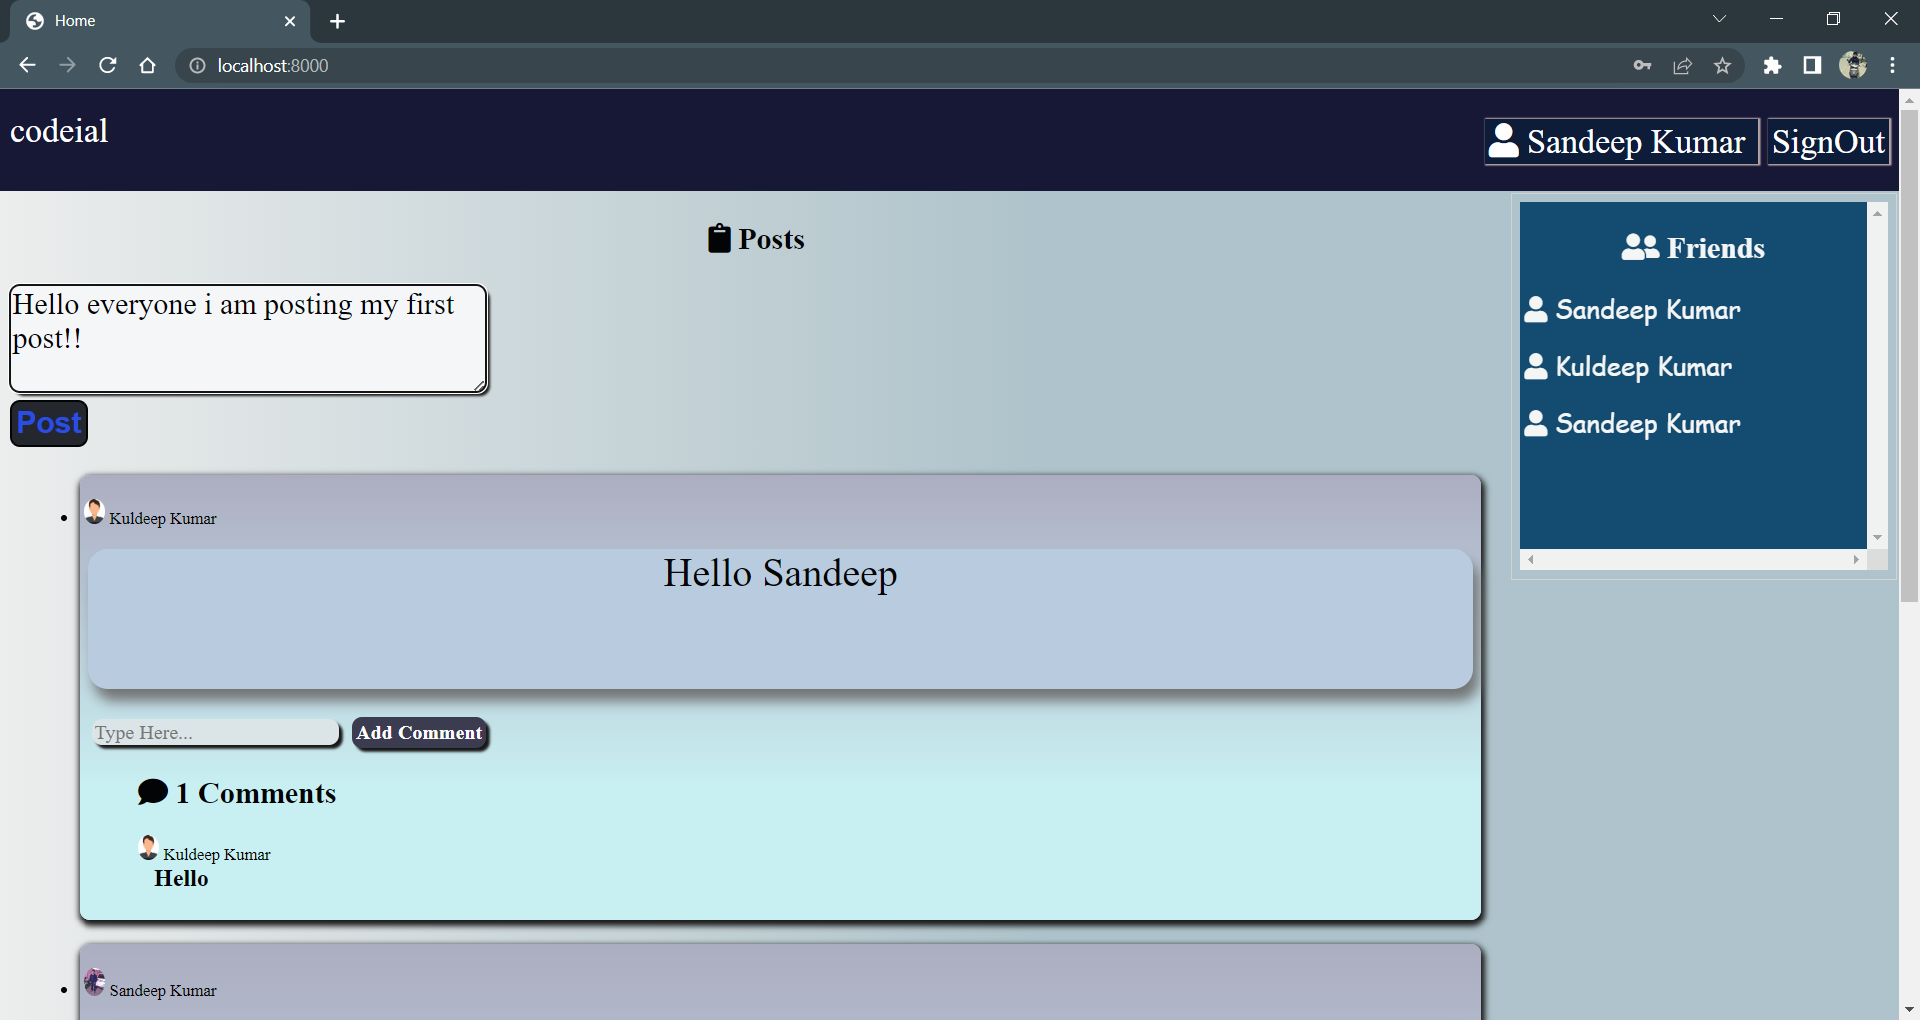 Home
localhost:8000
codeial
Sandeep Kumar
SignOut
Posts
Hello everyone i am posting my first
post!!
Post
Kuldeep Kumar
Hello Sandeep
Type Here...
Add Comment
1 Comments
Kuldeep Kumar
Hello
Sandeep Kumar
Friends
Sandeep Kumar
Kuldeep Kumar
Sandeep Kumar